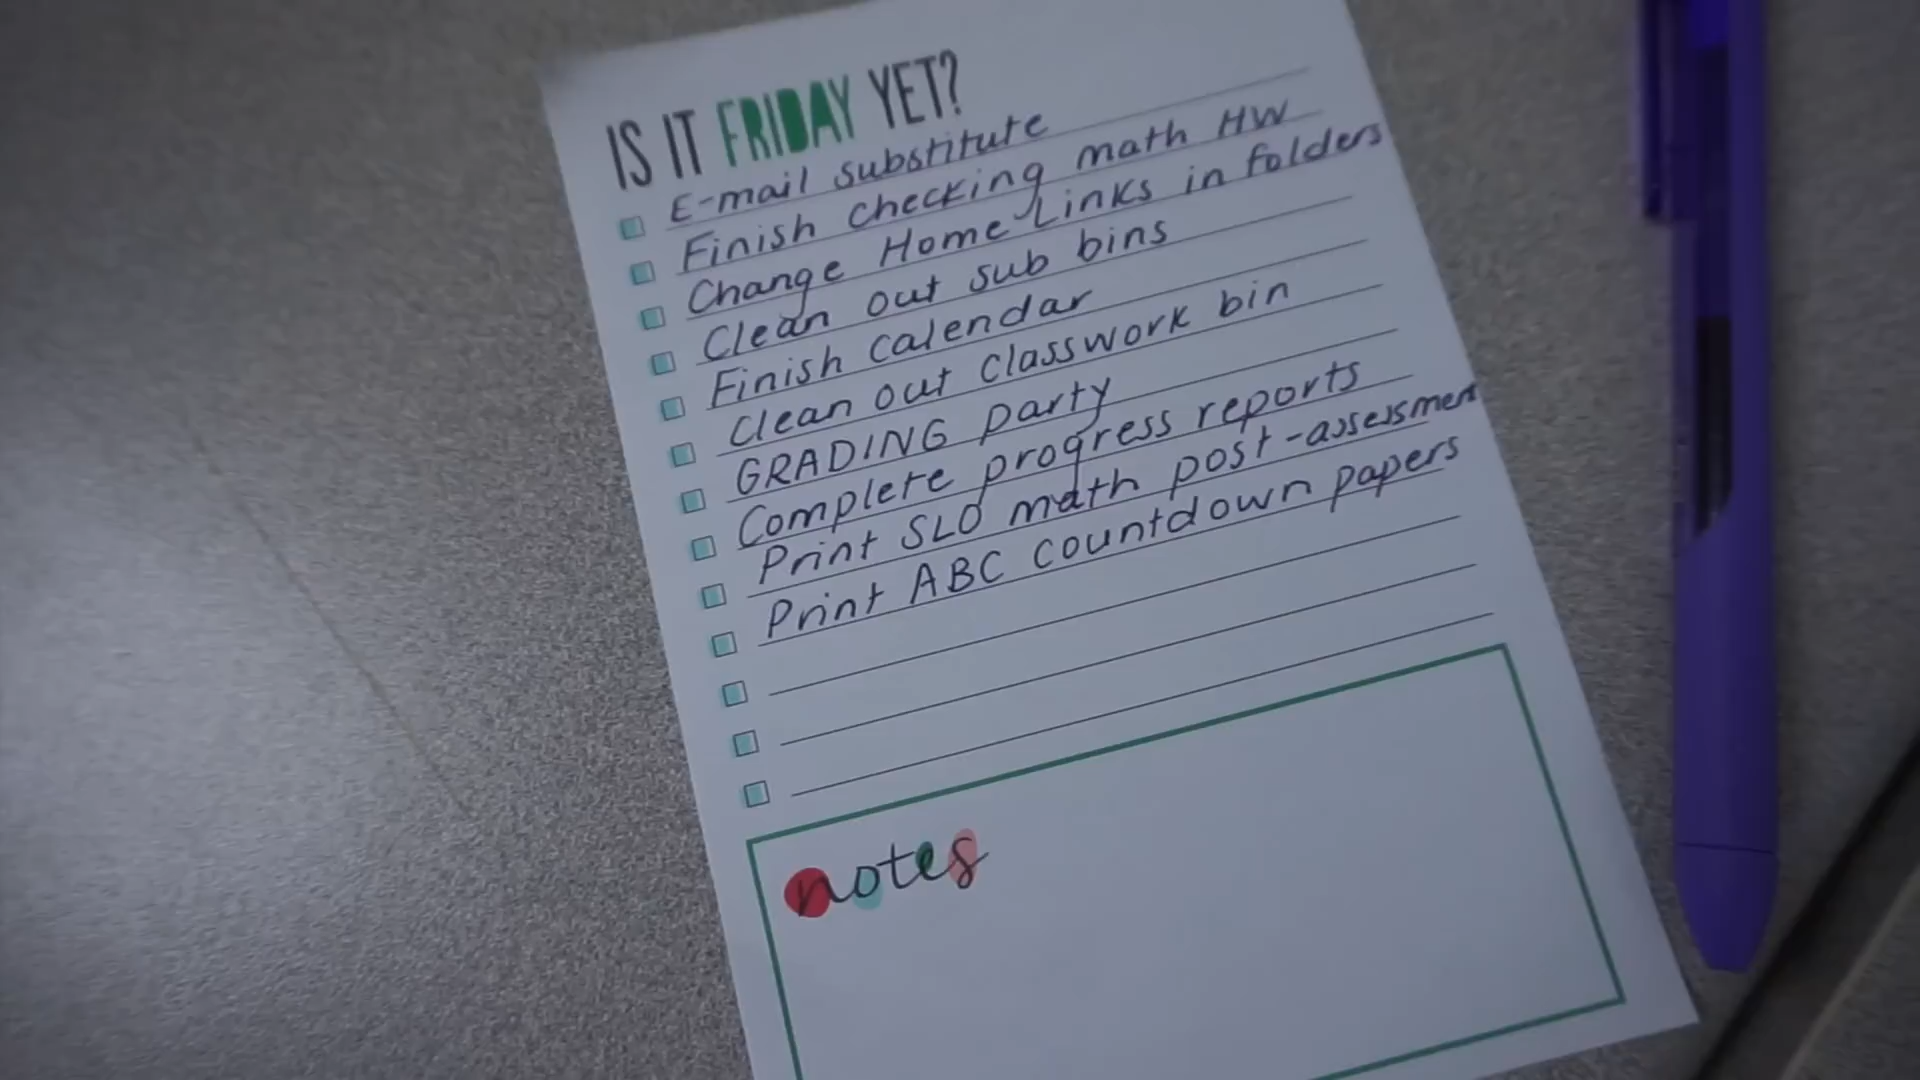 IS IT FRIDAY YET?
E-mail substitute
Finish checking math HW
Change Home Links in folders
Clean out sub bins
Finish calendar
Clean out classwork bin
GRADING party
Complete progress reports
Print SLO math post-assessment
Print ABC countdown papers
notes